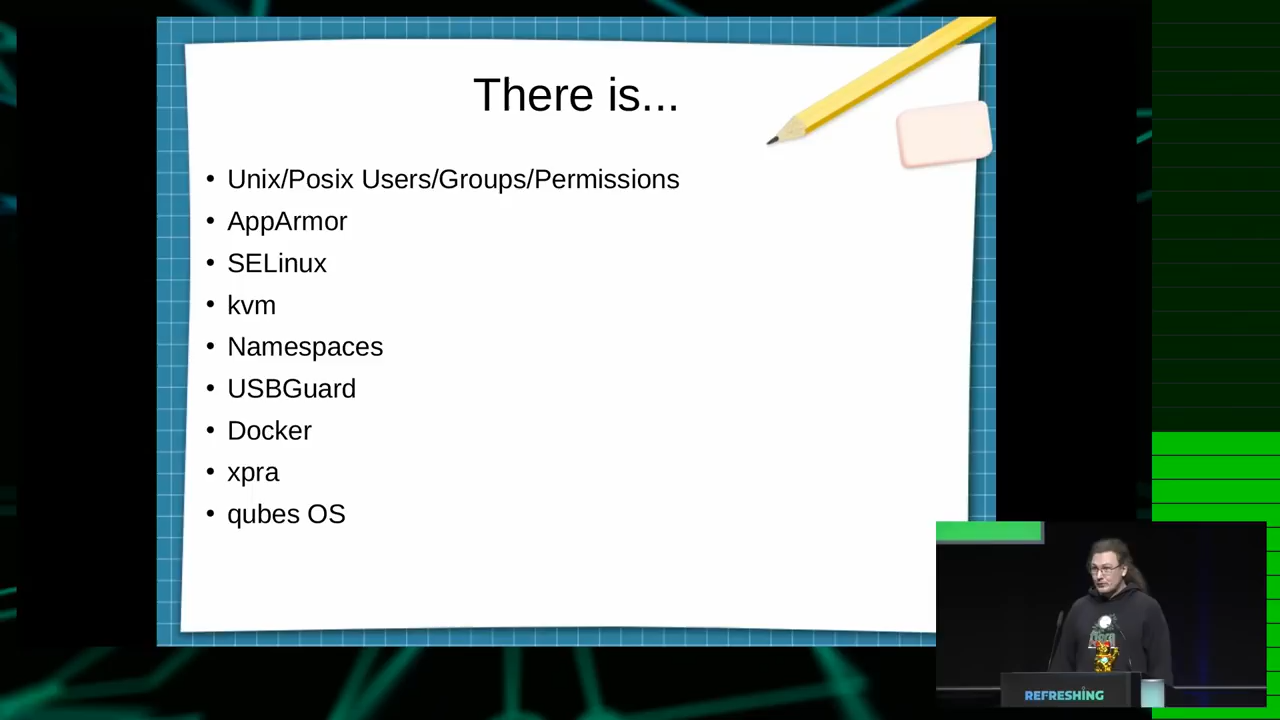 There is...
• Unix/Posix Users/Groups/Permissions
• AppArmor
• SELinux
• kvm
• Namespaces
• USBGuard
• Docker
• xpra
• qubes OS
REFRESHING